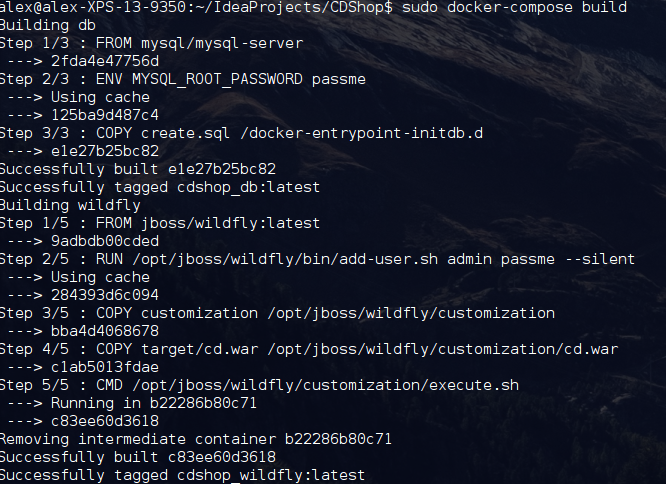 alex@alex-XPS-13-9350:~/IdeaProjects/CDShop$ sudo docker-compose build
Building db
Step 1/3 : FROM mysql/mysql-server
 ---> 2fda4e47756d
Step 2/3 : ENV MYSQL_ROOT_PASSWORD passme
 ---> Using cache
 ---> 125ba9d487c4
Step 3/3 : COPY create.sql /docker-entrypoint-initdb.d
 ---> e1e27b25bc82
Successfully built e1e27b25bc82
Successfully tagged cdshop_db:latest
Building wildfly
Step 1/5 : FROM jboss/wildfly:latest
 ---> 9adbdb00cded
Step 2/5 : RUN /opt/jboss/wildfly/bin/add-user.sh admin passme --silent
 ---> Using cache
 ---> 284393d6c094
Step 3/5 : COPY customization /opt/jboss/wildfly/customization
 ---> bba4d4068678
Step 4/5 : COPY target/cd.war /opt/jboss/wildfly/customization/cd.war
 ---> c1ab5013fdae
Step 5/5 : CMD /opt/jboss/wildfly/customization/execute.sh
 ---> Running in b22286b80c71
 ---> c83ee60d3618
Removing intermediate container b22286b80c71
Successfully built c83ee60d3618
Successfully tagged cdshop_wildfly:latest